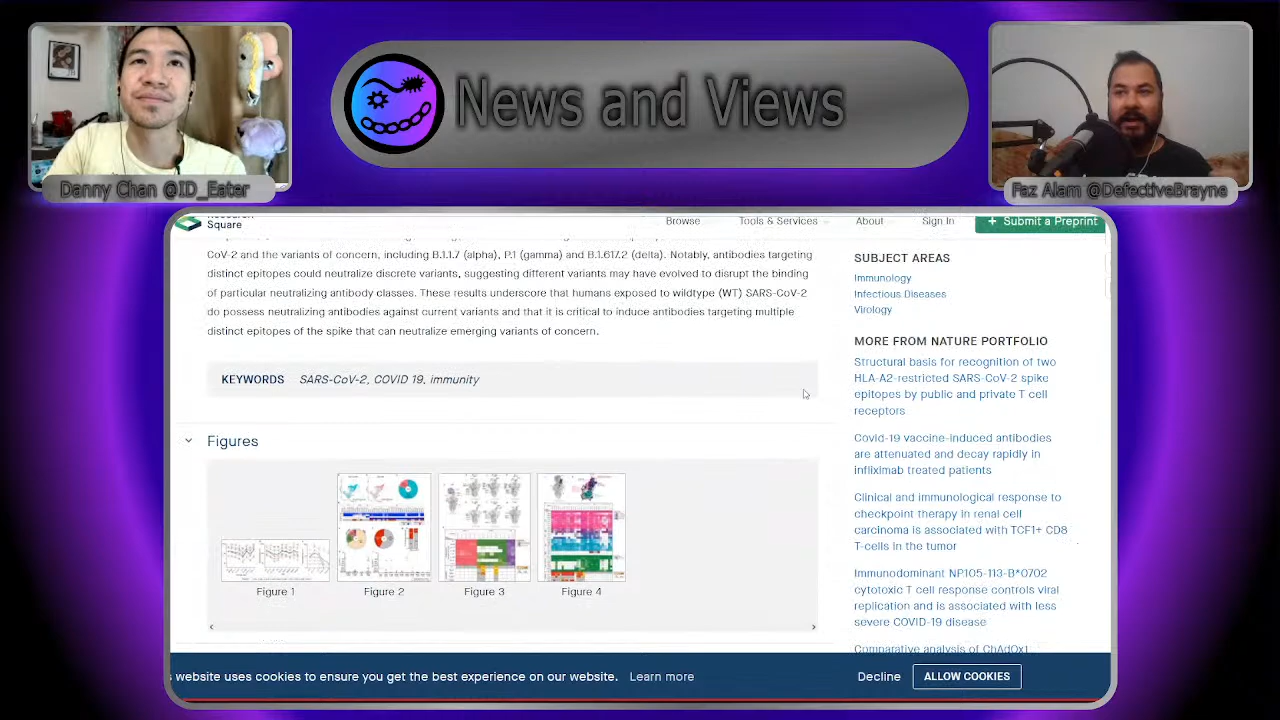 News and Views
Danny Chan @ID_Eater
Faz Alam @DefectiveBrayne
Square
Browse
Tools & Services
About
Sign In
+ Submit a Preprint
CoV-2 and the variants of concern, including B.1.1.7 (alpha), P.1 (gamma) and B.1.617.2 (delta). Notably, antibodies targeting
distinct epitopes could neutralize discrete variants, suggesting different variants may have evolved to disrupt the binding
of particular neutralizing antibody classes. These results underscore that humans exposed to wildtype (WT) SARS-CoV-2
do possess neutralizing antibodies against current variants and that it is critical to induce antibodies targeting multiple
distinct epitopes of the spike that can neutralize emerging variants of concern.
KEYWORDS SARS-CoV-2, COVID 19, immunity
Figures
Figure 1
Figure 2
Figure 3
Figure 4
SUBJECT AREAS
Immunology
Infectious Diseases
Virology
MORE FROM NATURE PORTFOLIO
Structural basis for recognition of two
HLA-A2-restricted SARS-CoV-2 spike
epitopes by public and private T cell
receptors
Covid-19 vaccine-induced antibodies
are attenuated and decay rapidly in
infliximab treated patients
Clinical and immunological response to
checkpoint therapy in renal cell
carcinoma is associated with TCF1+ CD8
T-cells in the tumor
Immunodominant NP105-113-B*0702
cytotoxic T cell response controls viral
replication and is associated with less
severe COVID-19 disease
Comparative analysis of ChAdOx1
s website uses cookies to ensure you get the best experience on our website. Learn more
Decline
ALLOW COOKIES